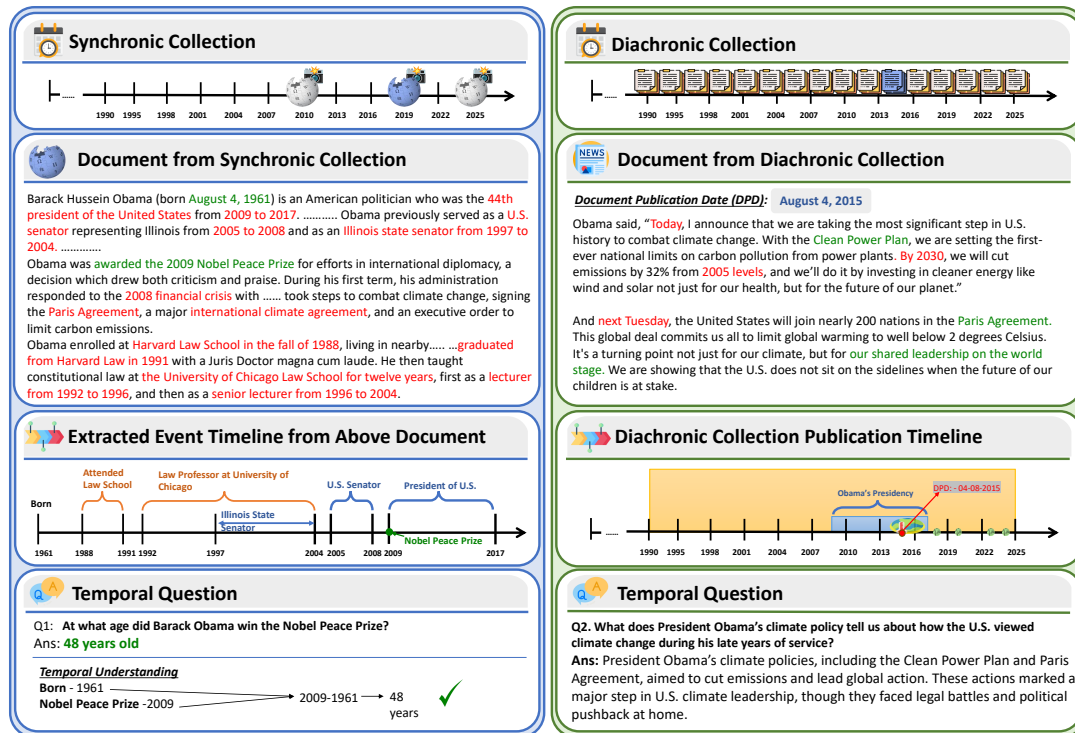 Synchronic Collection
......
1990 1995 1998 2001 2004 2007 2010 2013 2019 2022 2025
Document from Synchronic Collection
Barack Hussein Obama (born August 4, 1961) is an American politician who was the 44th
president of the United States from 2009 to 2017. ........... Obama previously served as a U.S.
senator representing Illinois from 2005 to 2008 and as an Illinois state senator from 1997 to
2004. .............
Obama was awarded the 2009 Nobel Peace Prize for efforts in international diplomacy, a
decision which drew both criticism and praise. During his first term, his administration
responded to the 2008 financial crisis with ...... took steps to combat climate change, signing
the Paris Agreement, a major international climate agreement, and an executive order to
limit carbon emissions.
Obama enrolled at Harvard Law School in the fall of 1988, living in nearby..... ...graduated
from Harvard Law in 1991 with a Juris Doctor magna cum laude. He then taught
constitutional law at the University of Chicago Law School for twelve years, first as a lecturer
from 1992 to 1996, and then as a senior lecturer from 1996 to 2004.
Extracted Event Timeline from Above Document
Born
Attended
Law School
Law Professor at University of
Chicago
Illinois State
Senator
U.S. Senator
President of U.S.
Nobel Peace Prize
1961 1988 1991 1992 1997 2004 2005 2008 2009 2017
Q A
Temporal Question
Q1: At what age did Barack Obama win the Nobel Peace Prize?
Ans: 48 years old
Temporal Understanding
Born - 1961
Nobel Peace Prize -2009
2009-1961
48
years
Diachronic Collection
......
1990 1995 1998 2001 2004 2007 2010 2013 2016 2019 2022 2025
NEWS
Document from Diachronic Collection
Document Publication Date (DPD): August 4, 2015
Obama said, “Today, I announce that we are taking the most significant step in U.S.
history to combat climate change. With the Clean Power Plan, we are setting the first-
ever national limits on carbon pollution from power plants. By 2030, we will cut
emissions by 32% from 2005 levels, and we’ll do it by investing in cleaner energy like
wind and solar not just for our health, but for the future of our planet.”
And next Tuesday, the United States will join nearly 200 nations in the Paris Agreement.
This global deal commits us all to limit global warming to well below 2 degrees Celsius.
It's a turning point not just for our climate, but for our shared leadership on the world
stage. We are showing that the U.S. does not sit on the sidelines when the future of our
children is at stake.
Diachronic Collection Publication Timeline
DPD: - 04-08-2015
Obama’s Presidency
......
1990 1995 1998 2001 2004 2007 2010 2013 2016 2019 2022 2025
Q A
Temporal Question
Q2. What does President Obama’s climate policy tell us about how the U.S. viewed
climate change during his late years of service?
Ans: President Obama’s climate policies, including the Clean Power Plan and Paris
Agreement, aimed to cut emissions and lead global action. These actions marked a
major step in U.S. climate leadership, though they faced legal battles and political
pushback at home.